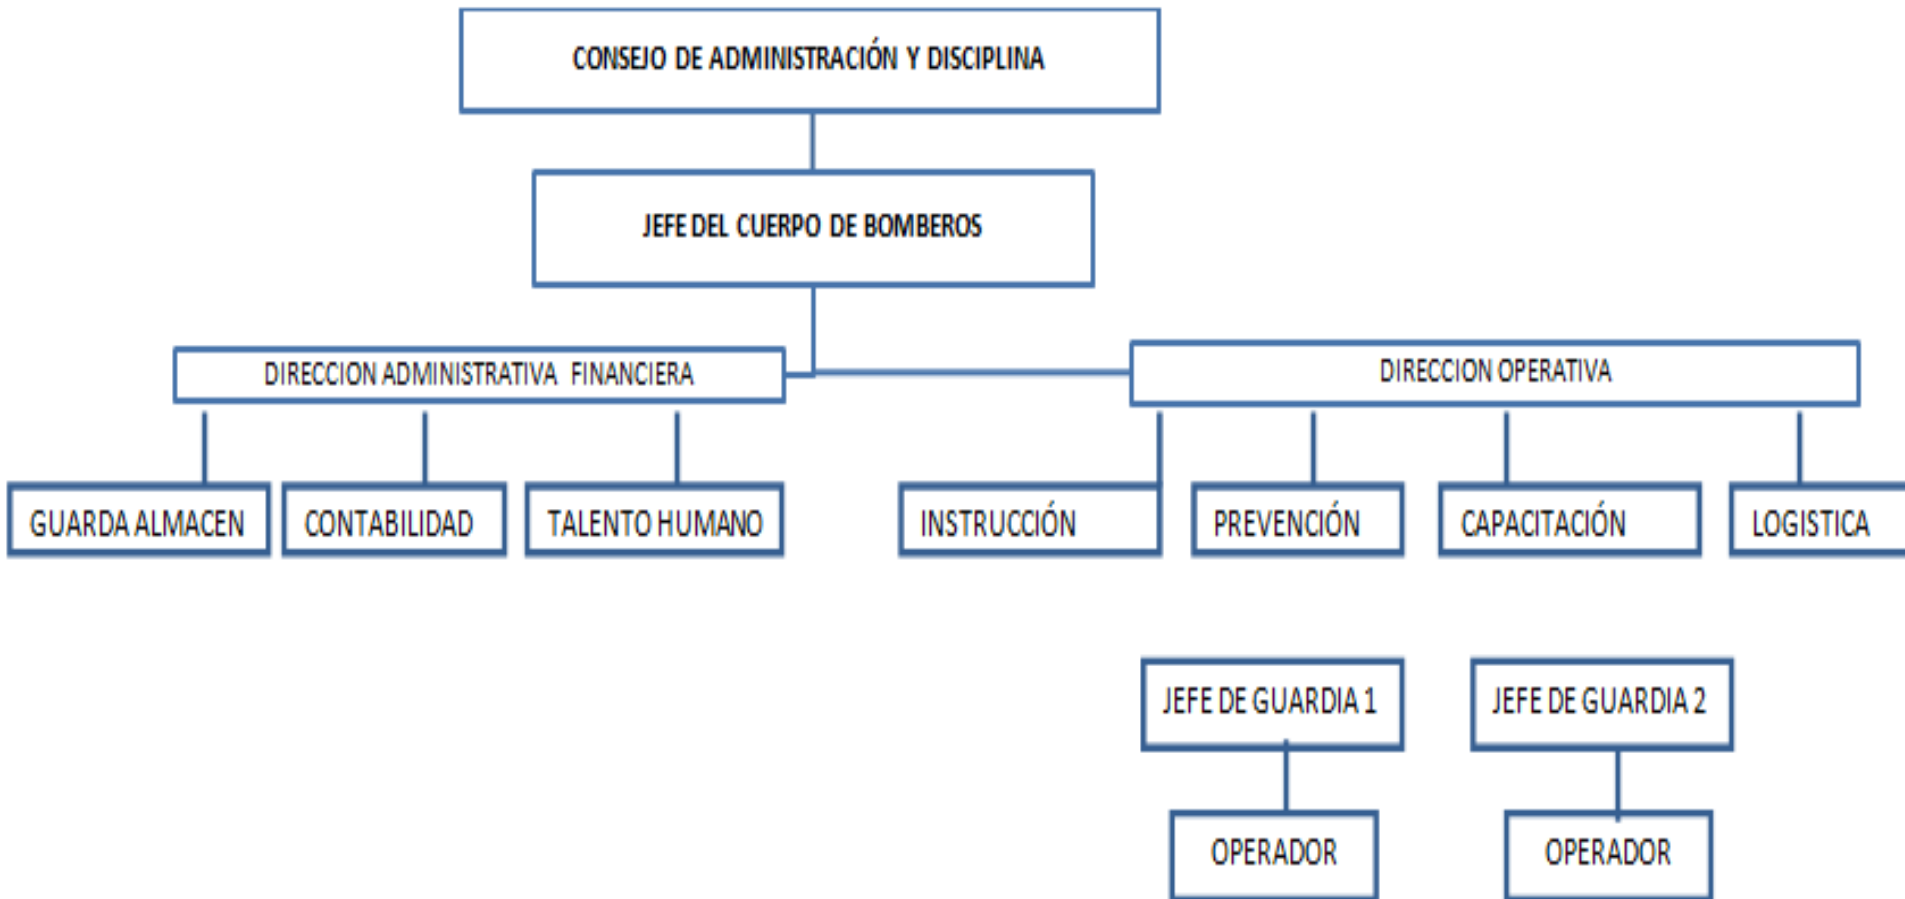 CONSEJO DE ADMINISTRACIÓN Y DISCIPLINA
JEFE DEL CUERPO DE BOMBEROS
DIRECCION ADMINISTRATIVA FINANCIERA
DIRECCION OPERATIVA
GUARDA ALMACEN
CONTABILIDAD
TALENTO HUMANO
INSTRUCCIÓN
PREVENCIÓN
CAPACITACIÓN
LOGISTICA
JEFE DE GUARDIA 1
JEFE DE GUARDIA 2
OPERADOR
OPERADOR